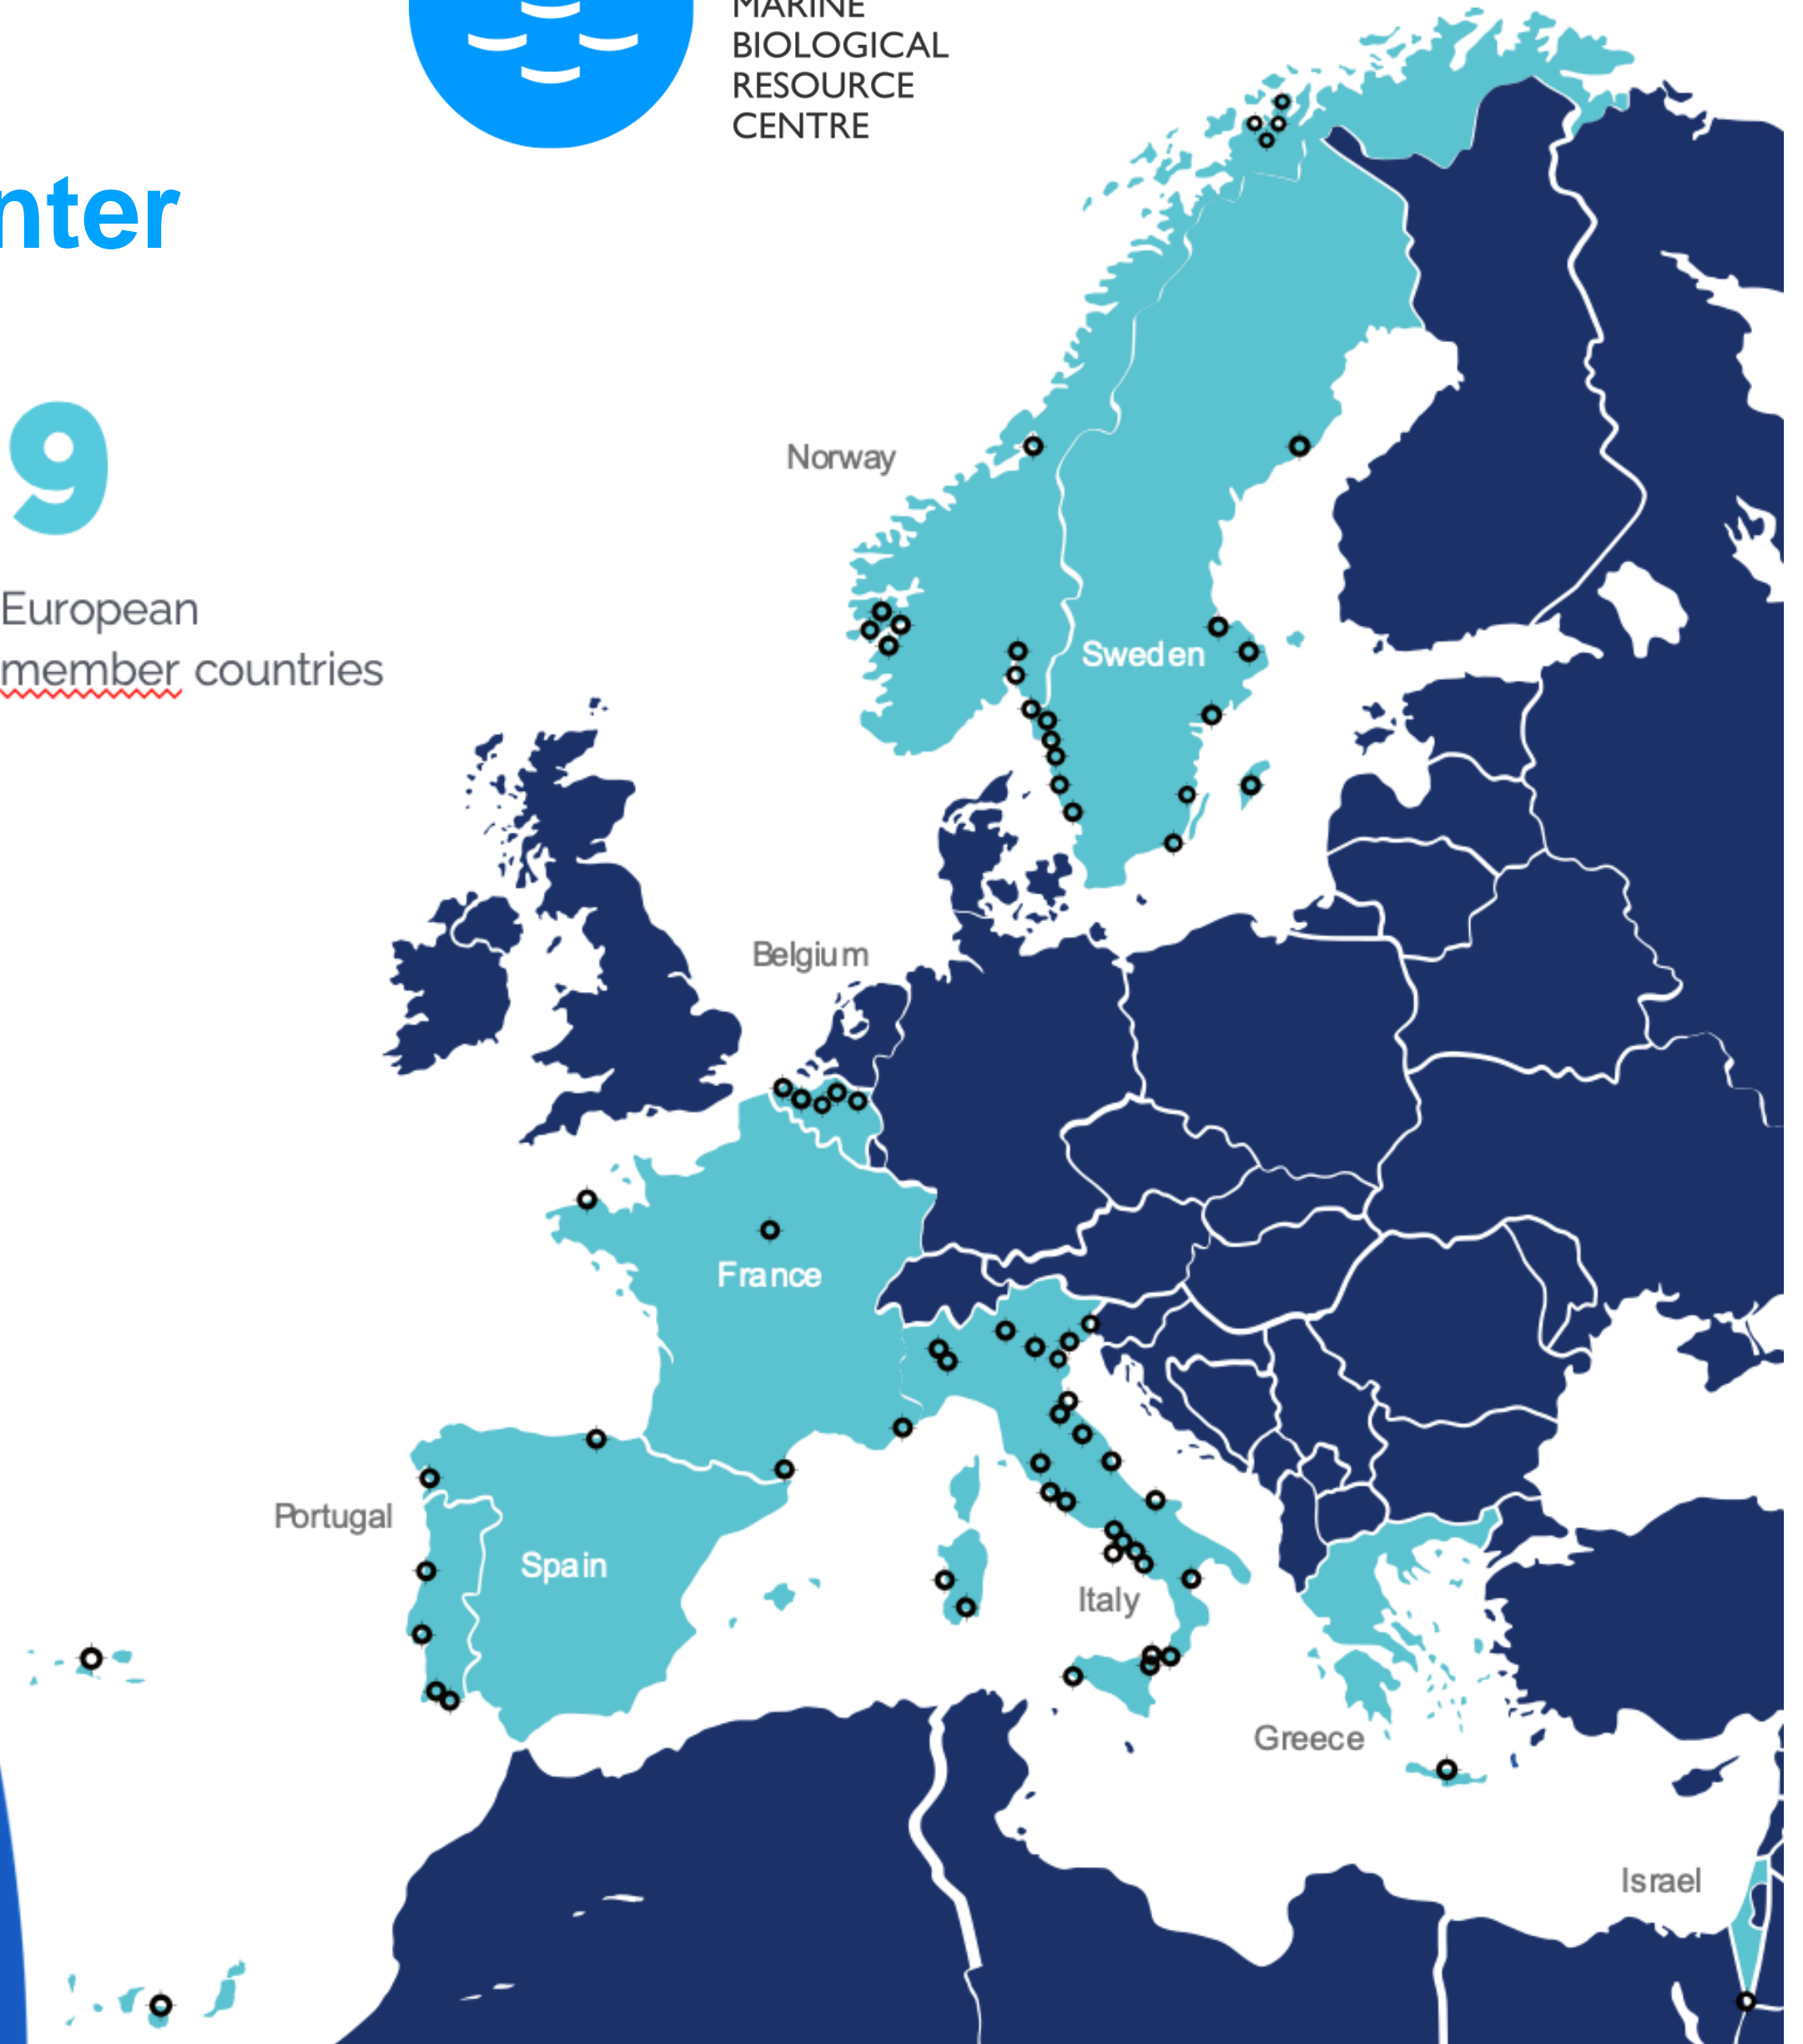 MARINE
BIOLOGICAL
RESOURCE
CENTRE
nter
9
European
member countries
Norway
Sweden
Belgium
France
Portugal
Spain
Italy
Greece
Israel